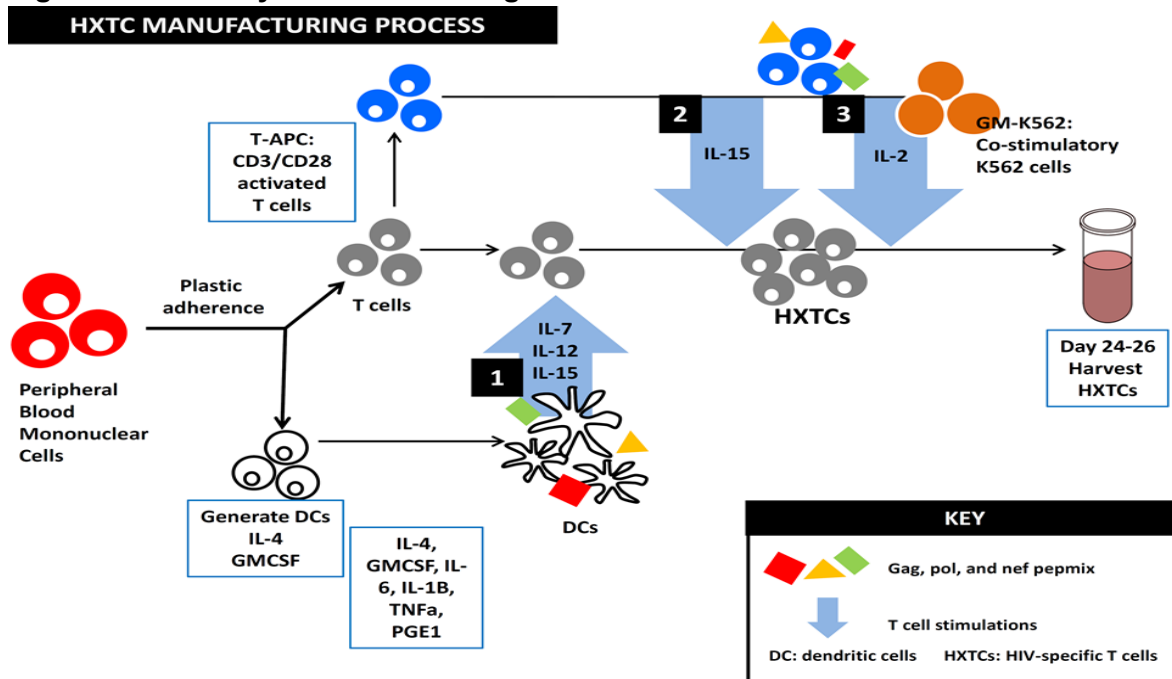 HXTC MANUFACTURING PROCESS
T-APC:
CD3/CD28
activated
T cells
2
IL-15
3
IL-2
GM-K562:
Co-stimulatory
K562 cells
Plastic
adherence
T cells
HXTCs
IL-7
IL-12
IL-15
1
Day 24-26
Harvest
HXTCs
Peripheral
Blood
Mononuclear
Cells
Generate DCs
IL-4
GMCSF
IL-4,
GMCSF, IL-
6, IL-1B,
TNFa,
PGE1
DCs
KEY
Gag, pol, and nef pepmix
T cell stimulations
DC: dendritic cells HXTCs: HIV-specific T cells